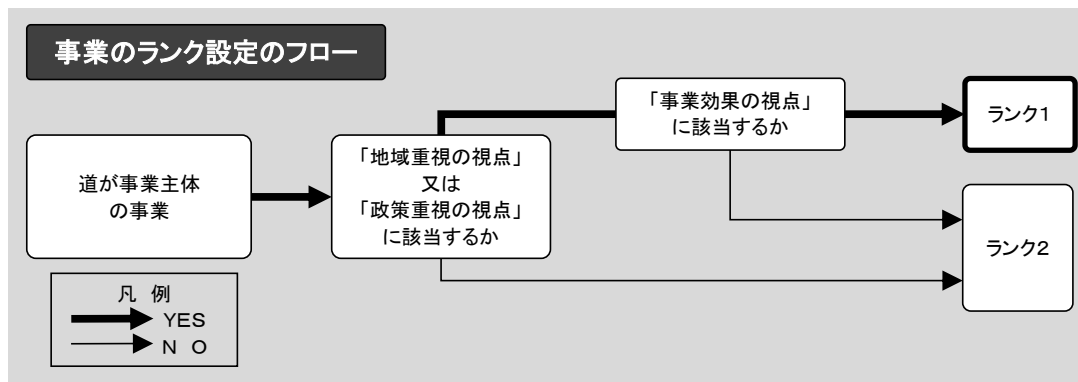 事業のランク設定のフロー
「事業効果の視点」
に該当するか
ランク1
道が事業主体
の事業
「地域重視の視点」
又は
「政策重視の視点」
に該当するか
ランク2
凡 例
YES
N O